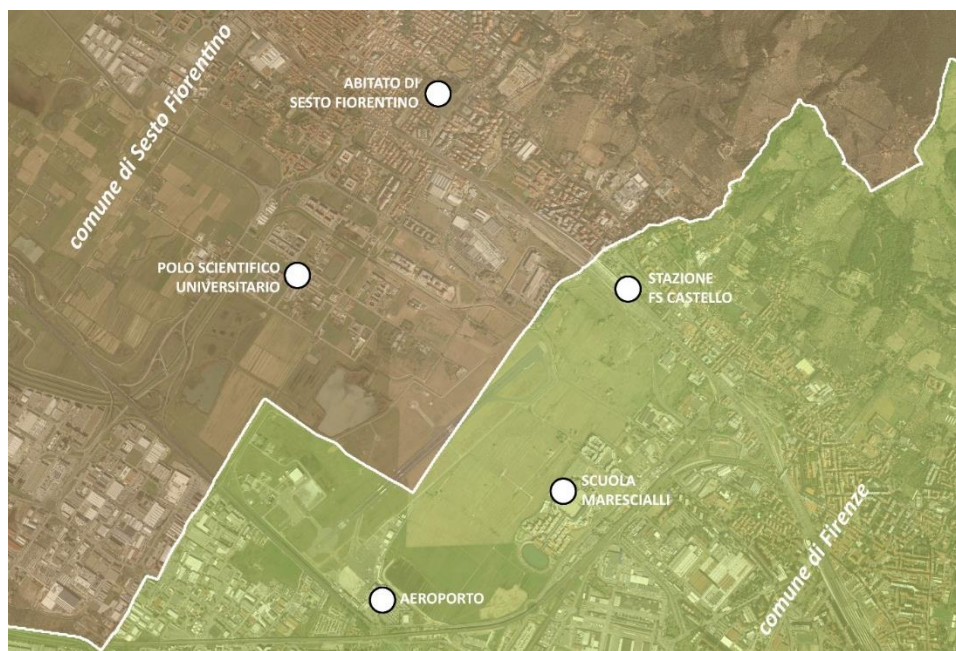 comune di Sesto Fiorentino
ABITATO DI
SESTO FIORENTINO
POLO SCIENTIFICO
UNIVERSITARIO
STAZIONE
FS CASTELLO
SCUOLA
MARESCIALLI
AEROPORTO
comune di Firenze